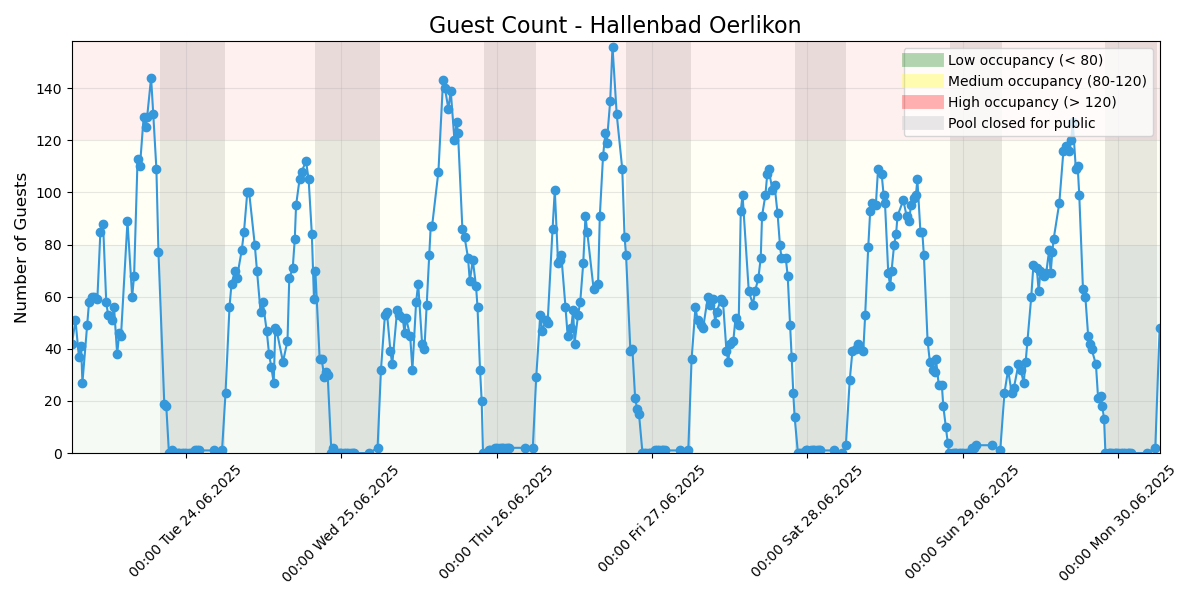 Guest Count - Hallenbad Oerlikon
Number of Guests
140
120
100
80
60
40
20
0
Low occupancy (< 80)
Medium occupancy (80-120)
High occupancy (> 120)
Pool closed for public
00:00 Tue 24.06.2025
00:00 Wed 25.06.2025
00:00 Thu 26.06.2025
00:00 Fri 27.06.2025
00:00 Sat 28.06.2025
00:00 Sun 29.06.2025
00:00 Mon 30.06.2025